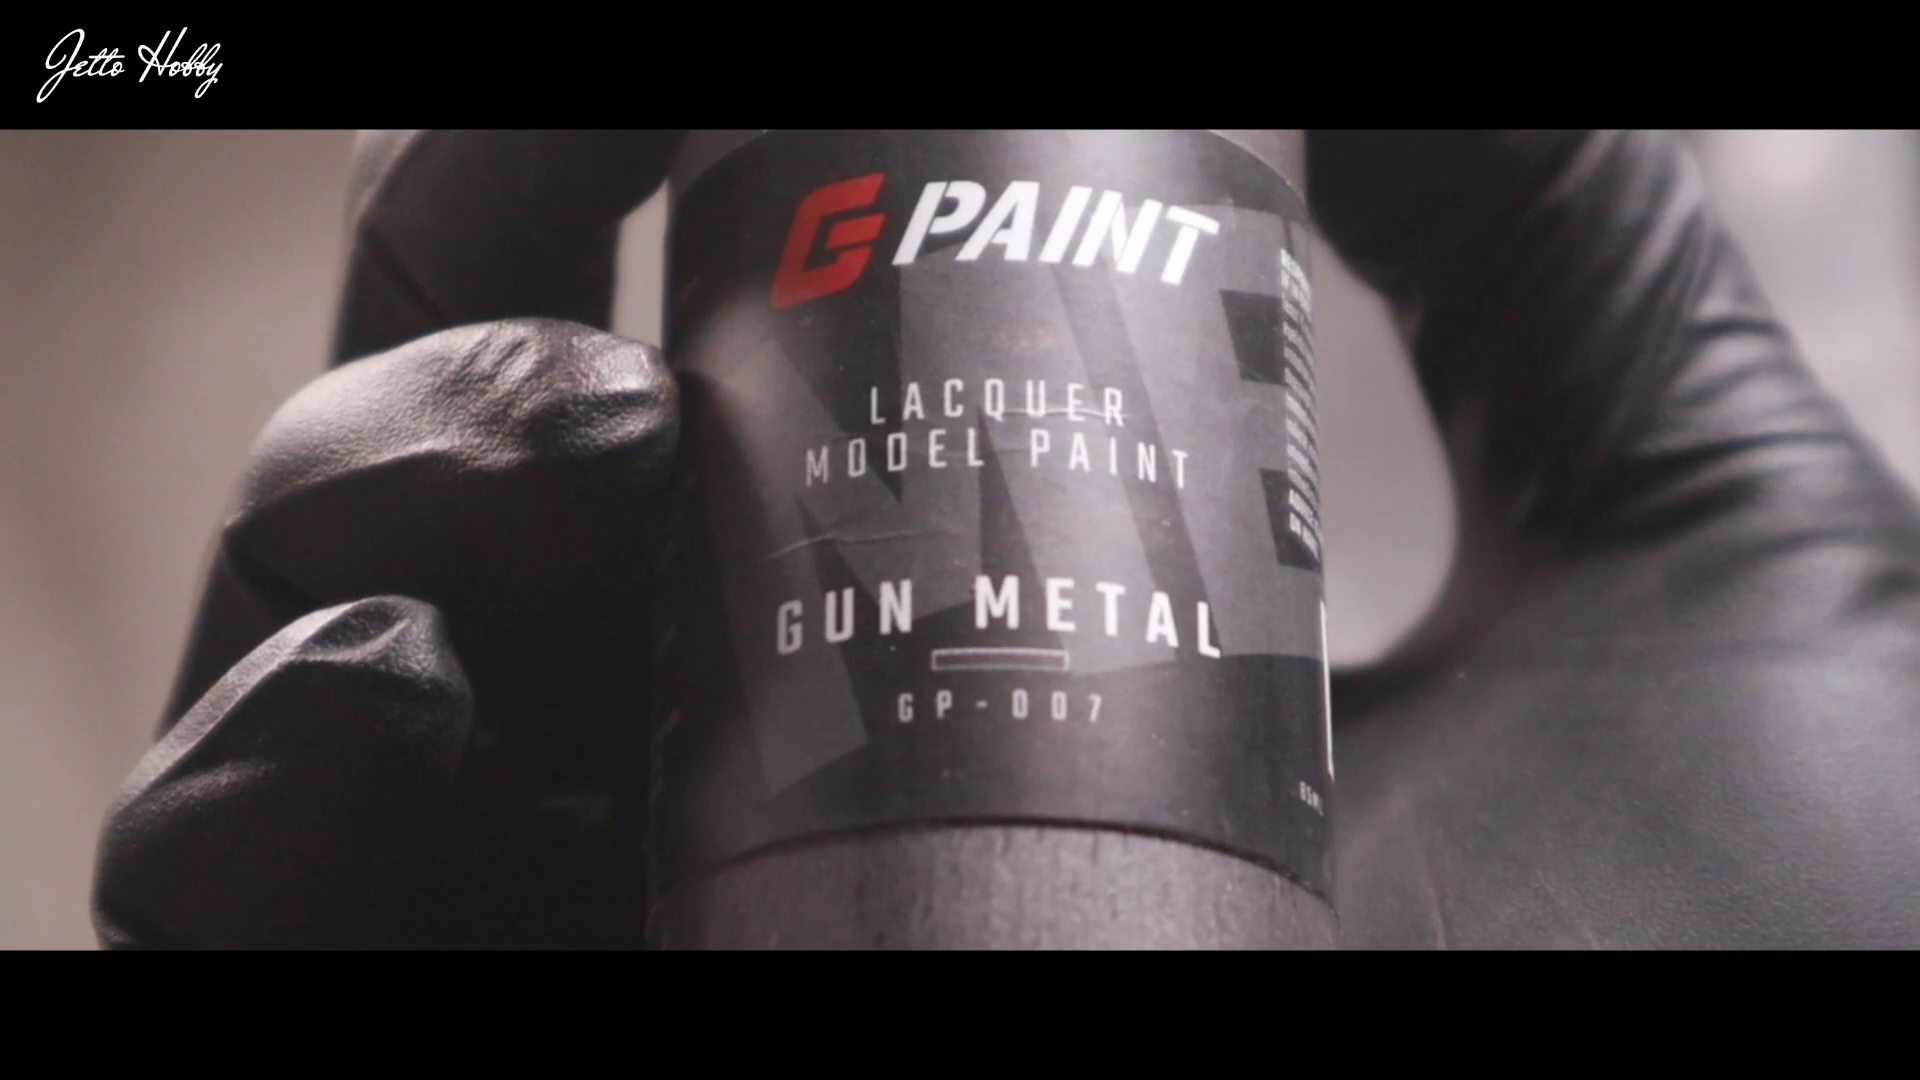 Jetto Hobby
G PAINT
LACQUER
MODEL PAINT
GUN METAL
GP-007